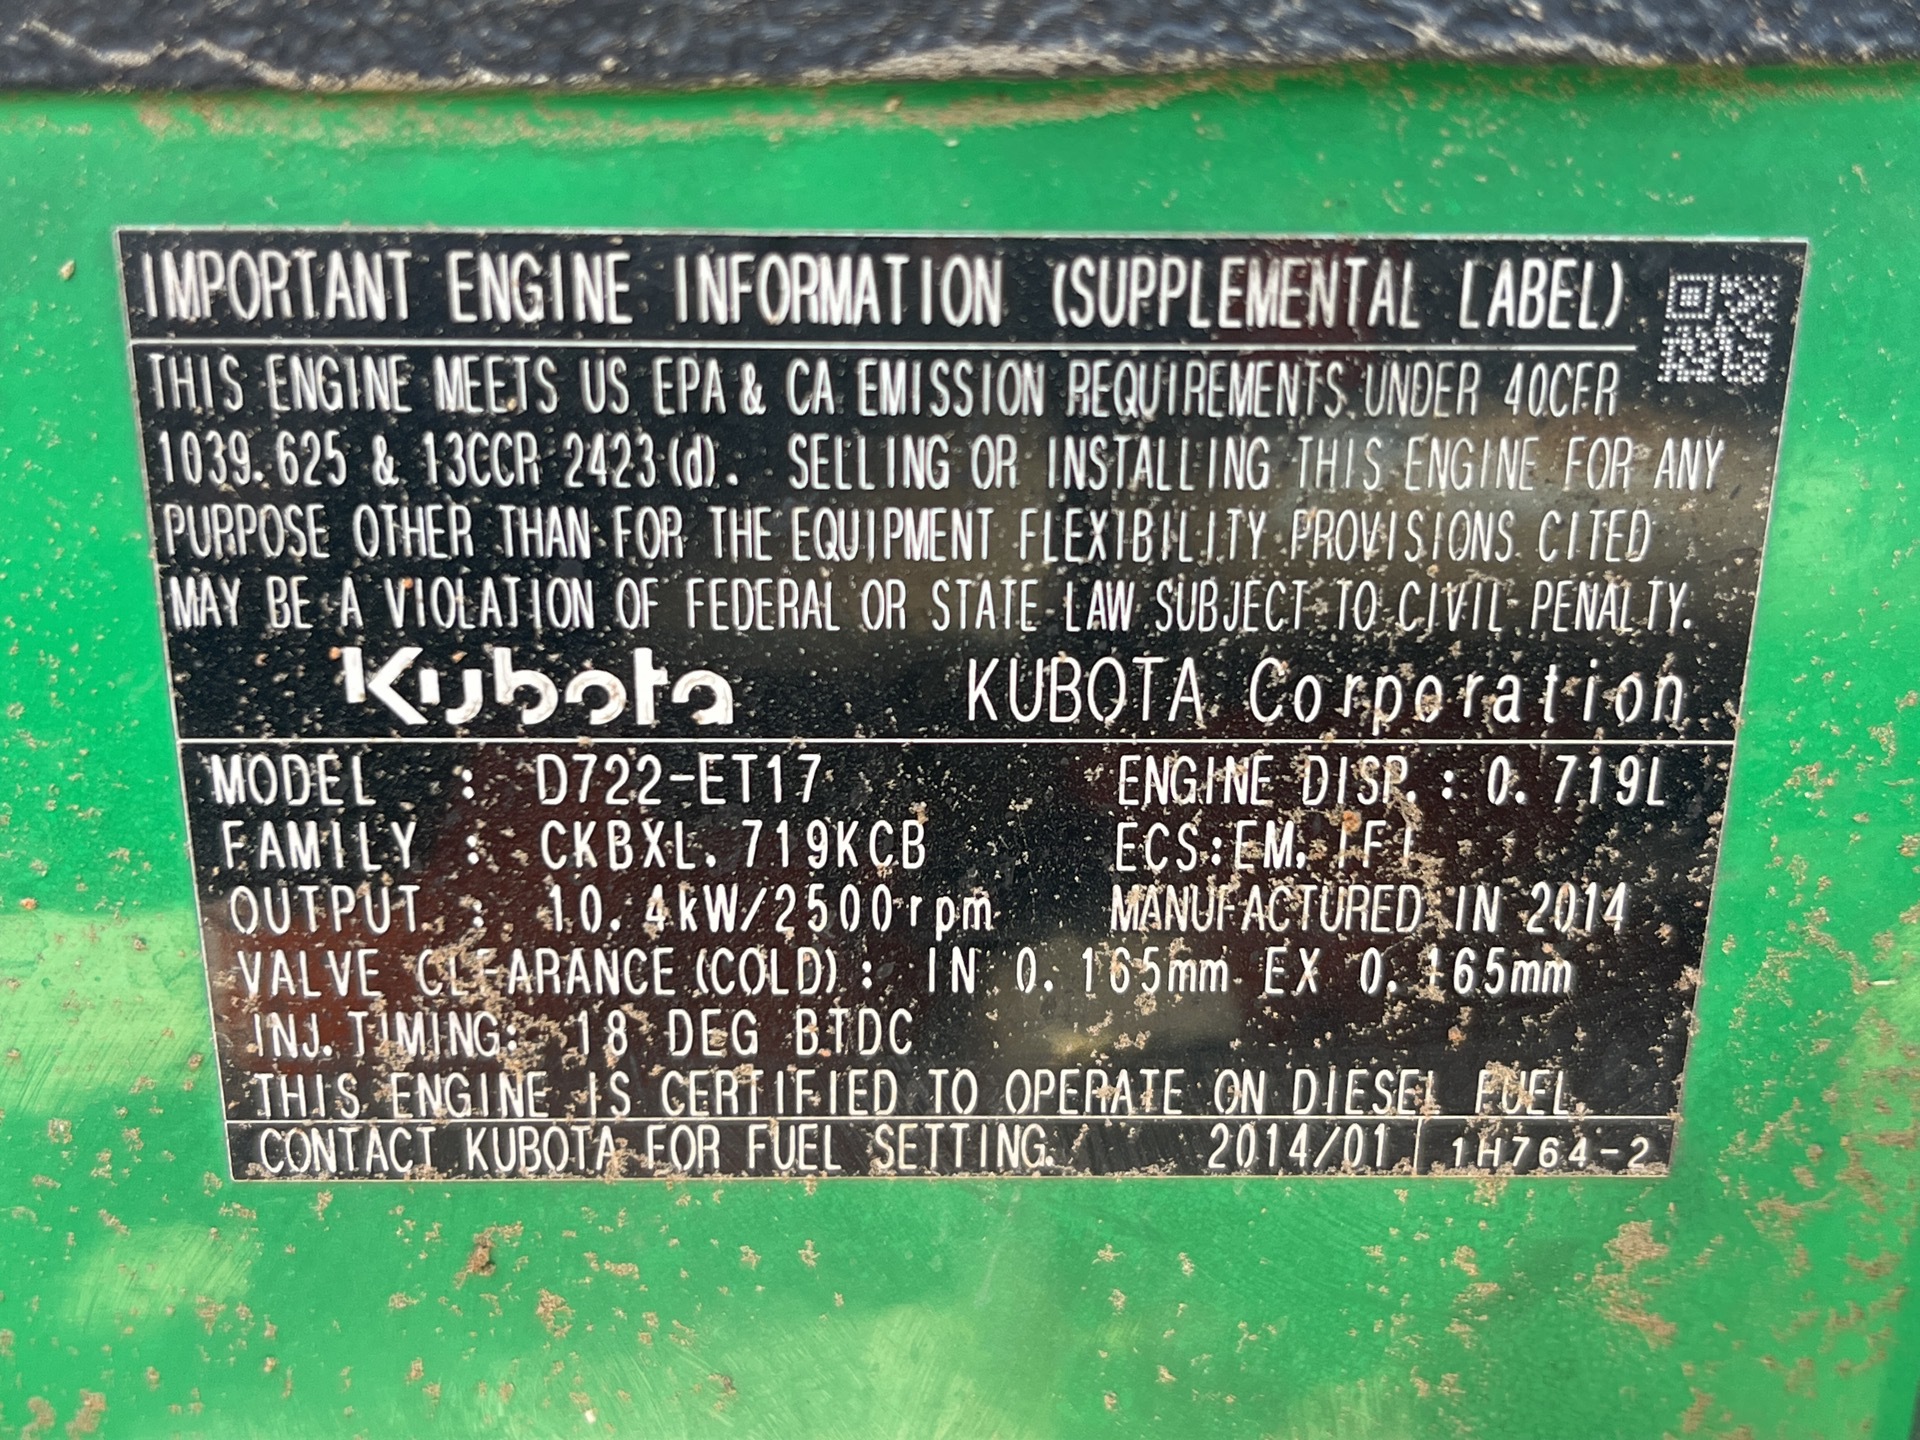 IMPORTANT ENGINE INFORMATION (SUPPLEMENTAL LABEL)
THIS ENGINE MEETS US EPA & CA EMISSION REQUIREMENTS UNDER 40CFR
1039.625 & 13CCR 2423(d). SELLING OR INSTALLING THIS ENGINE FOR ANY
PURPOSE OTHER THAN FOR THE EQUIPMENT FLEXIBILITY PROVISIONS CITED
MAY BE A VIOLATION OF FEDERAL OR STATE LAW SUBJECT TO CIVIL PENALTY.
Kubota KUBOTA Corporation
MODEL : D722-ET17 ENGINE DISP.: 0.719L
FAMILY : CKBXL.719KCB ECS:EM, IFI
OUTPUT : 10.4kW/2500rpm MANUFACTURED IN 2014
VALVE CLEARANCE(COLD): IN 0.165mm EX 0.165mm
INJ.TIMING: 18 DEG BTDC
THIS ENGINE IS CERTIFIED TO OPERATE ON DIESEL FUEL.
CONTACT KUBOTA FOR FUEL SETTING. 2014/01 1H764-2